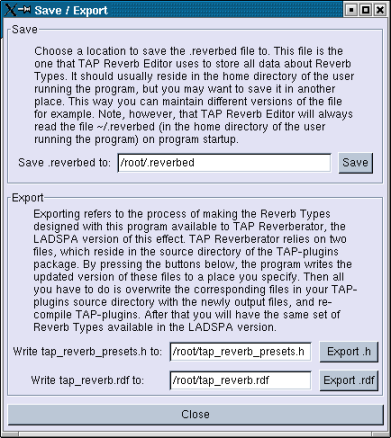 Save / Export
Save
Choose a location to save the .reverbed file to. This file is the
one that TAP Reverb Editor uses to store all data about Reverb
Types. It should usually reside in the home directory of the user
running the program, but you may want to save it in another
place. This way you can maintain different versions of the file
for example. Note, however, that TAP Reverb Editor will always
read the file ~/.reverbed (in the home directory of the user
running the program) on program startup.
Save .reverbed to: /root/.reverbed Save
Export
Exporting refers to the process of making the Reverb Types
designed with this program available to TAP Reverberator, the
LADSPA version of this effect. TAP Reverberator relies on two
files, which reside in the source directory of the TAP-plugins
package. By pressing the buttons below, the program writes the
updated version of these files to a place you specify. Then all
you have to do is overwrite the corresponding files in your TAP-
plugins source directory with the newly output files, and re-
compile TAP-plugins. After that you will have the same set of
Reverb Types available in the LADSPA version.
Write tap_reverb_presets.h to: /root/tap_reverb_presets.h Export .h
Write tap_reverb.rdf to: /root/tap_reverb.rdf Export .rdf
Close